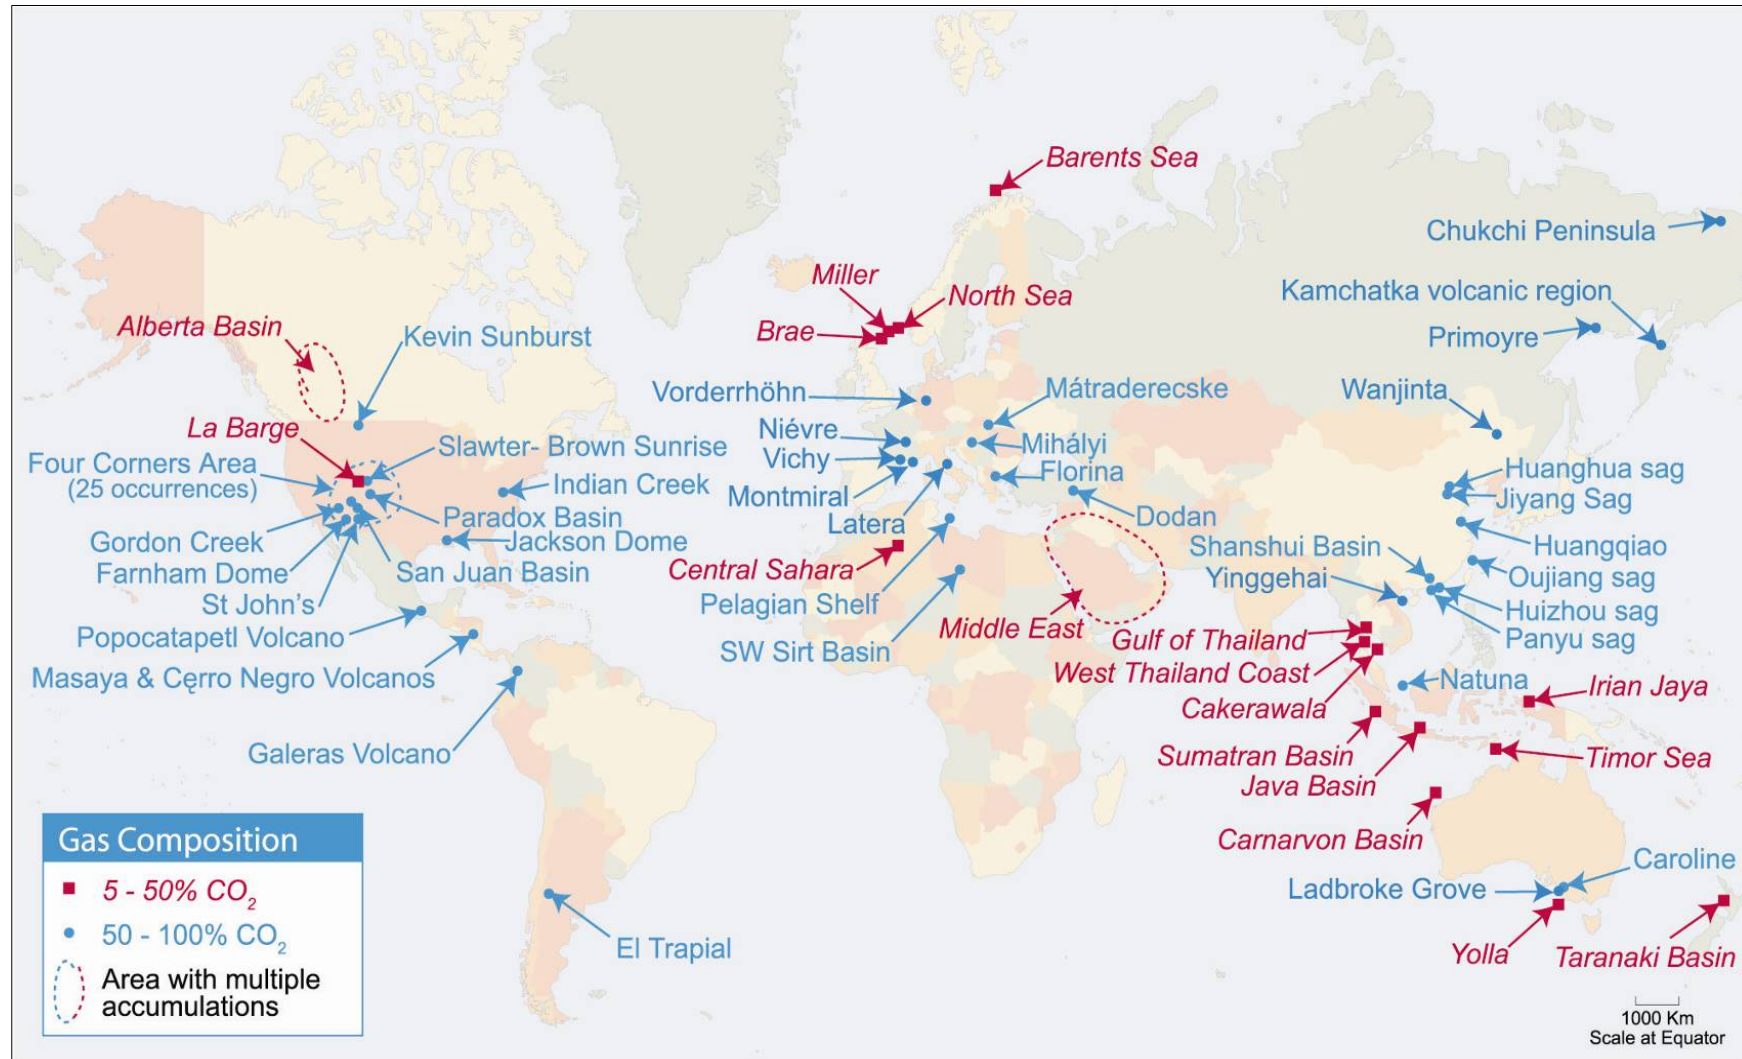 Barents Sea
Chukchi Peninsula
Miller
Kamchatka volcanic region
North Sea
Alberta Basin
Kevin Sunburst
Brae
Primoyre
Vorderrhöhn
Mátraderecske
Wanjinta
La Barge
Slawter- Brown Sunrise
Niévre
Mihályi
Four Corners Area
(25 occurrences)
Vichy
Florina
Huanghua sag
Indian Creek
Montmiral
Jiyang Sag
Paradox Basin
Latera
Dodan
Gordon Creek
Jackson Dome
Shanshui Basin
Huangqiao
Farnham Dome
San Juan Basin
Central Sahara
Yinggehai
Oujiang sag
St John's
Pelagian Shelf
Huizhou sag
Popocatapetl Volcano
Middle East
Gulf of Thailand
Panyu sag
SW Sirt Basin
West Thailand Coast
Masaya & Cęrro Negro Volcanos
Natuna
Irian Jaya
Cakerawala
Galeras Volcano
Sumatran Basin
Timor Sea
Java Basin
Carnarvon Basin
Gas Composition
5 - 50% CO2
50 - 100% CO2
Area with multiple
accumulations
Caroline
Ladbroke Grove
El Trapial
Yolla
Taranaki Basin
1000 Km
Scale at Equator